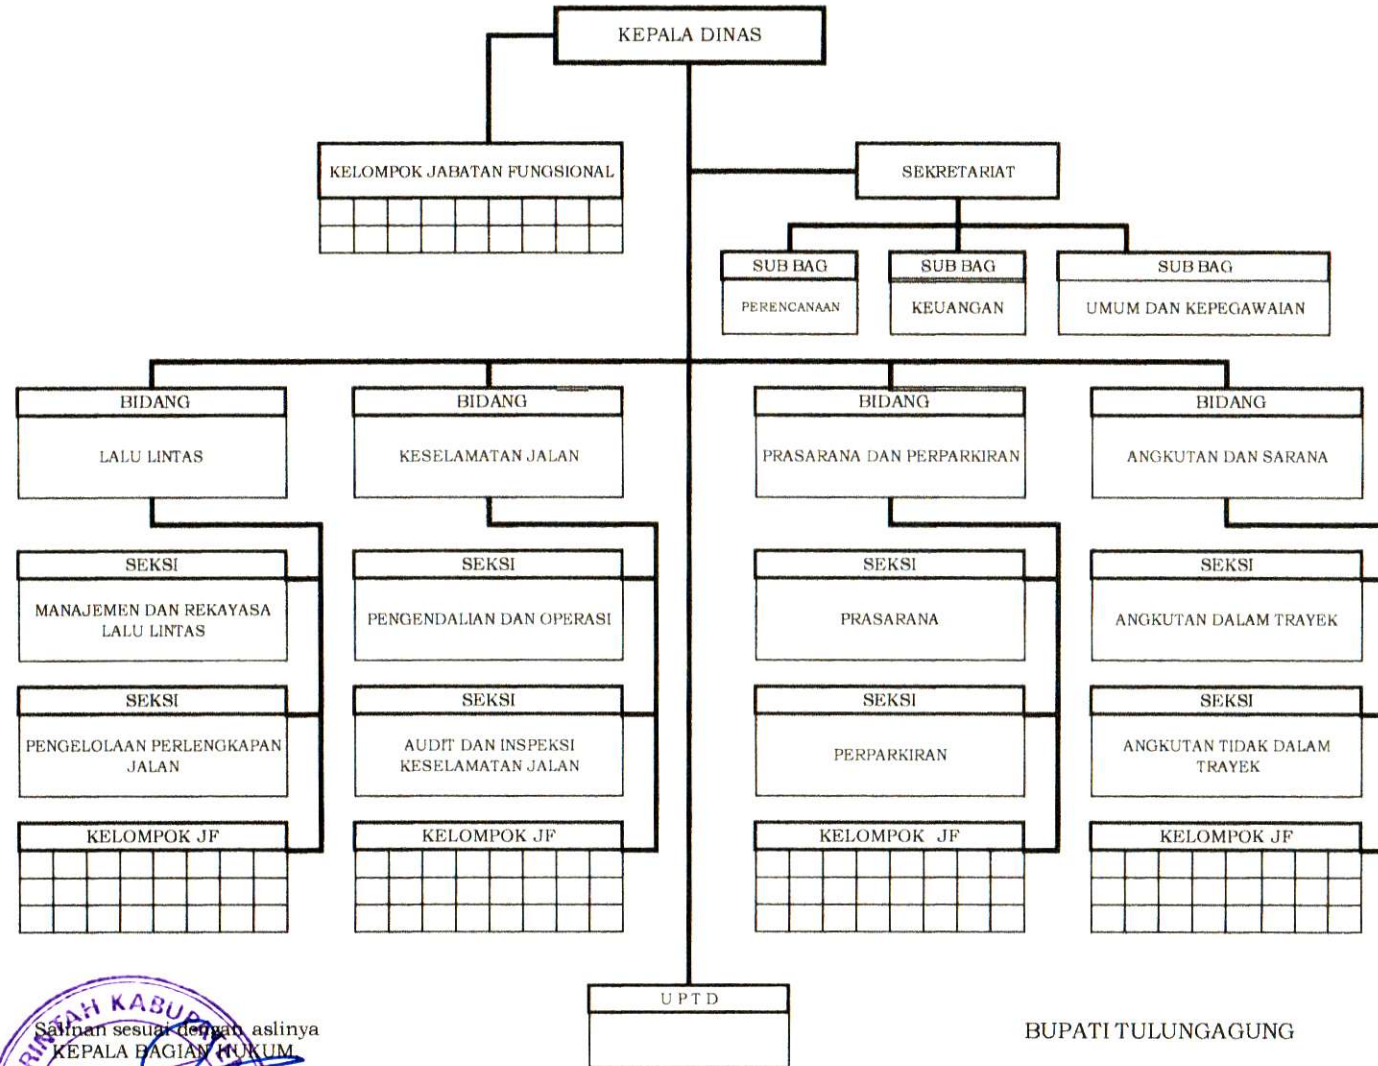 KEPALA DINAS
KELOMPOK JABATAN FUNGSIONAL
SEKRETARIAT
SUB BAG
PERENCANAAN
SUB BAG
KEUANGAN
SUB BAG
UMUM DAN KEPEGAWAIAN
BIDANG
LALU LINTAS
BIDANG
KESELAMATAN JALAN
BIDANG
PRASARANA DAN PERPARKIRAN
BIDANG
ANGKUTAN DAN SARANA
SEKSI
MANAJEMEN DAN REKAYASA
LALU LINTAS
SEKSI
PENGENDALIAN DAN OPERASI
SEKSI
PRASARANA
SEKSI
ANGKUTAN DALAM TRAYEK
SEKSI
PENGELOLAAN PERLENGKAPAN
JALAN
SEKSI
AUDIT DAN INSPEKSI
KESELAMATAN JALAN
SEKSI
PERPARKIRAN
SEKSI
ANGKUTAN TIDAK DALAM
TRAYEK
KELOMPOK JF
KELOMPOK JF
KELOMPOK JF
KELOMPOK JF
UPTD
Salinan sesuai dengan aslinya
KEPALA BAGIAN HUKUM
BUPATI TULUNGAGUNG